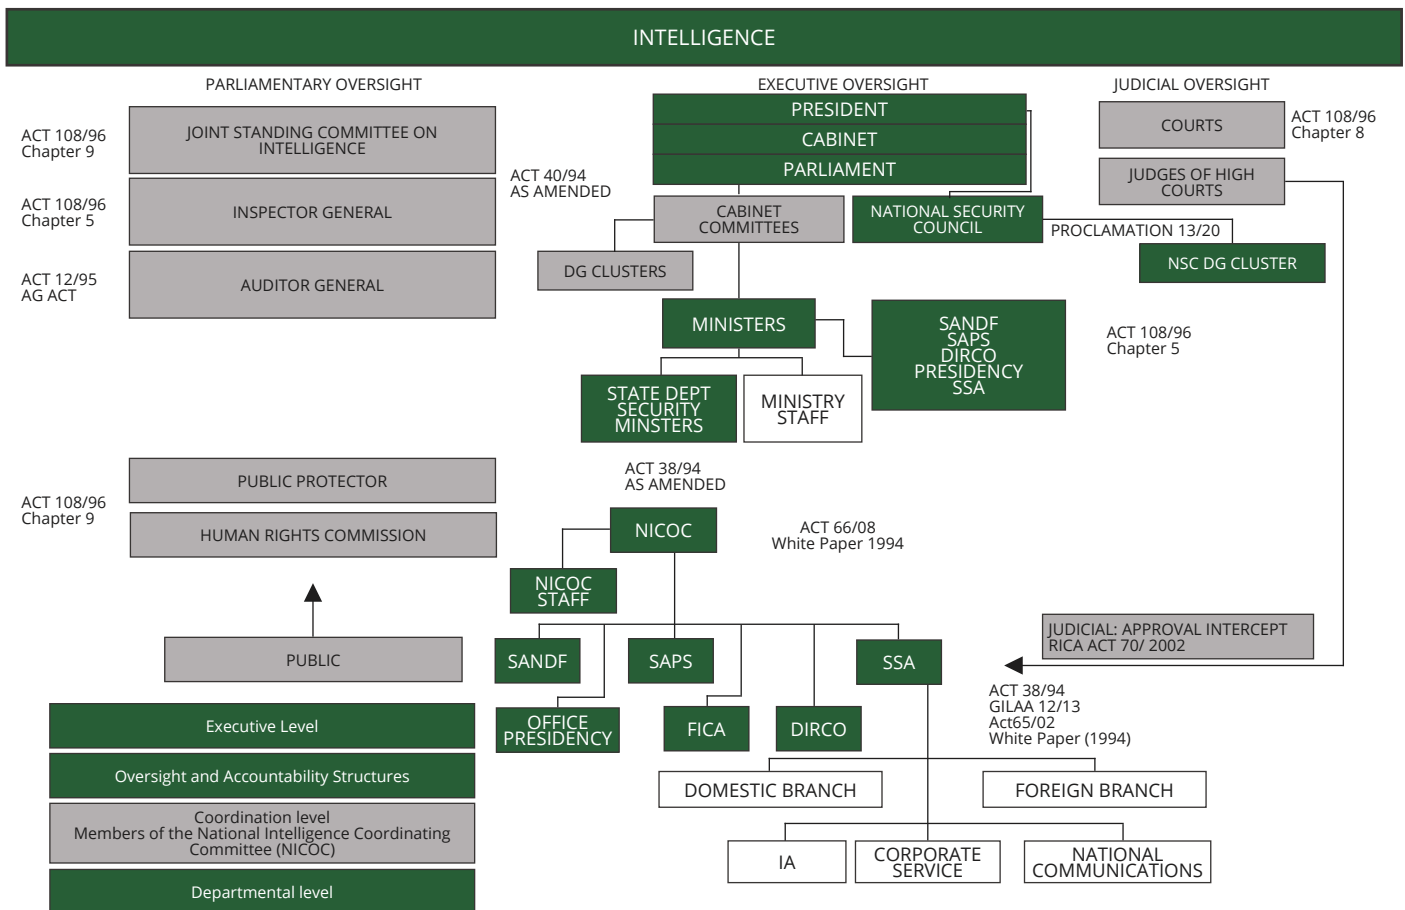 INTELLIGENCE
PARLIAMENTARY OVERSIGHT
EXECUTIVE OVERSIGHT
JUDICIAL OVERSIGHT
ACT 108/96
Chapter 9
JOINT STANDING COMMITTEE ON
INTELLIGENCE
ACT 108/96
Chapter 5
INSPECTOR GENERAL
ACT 12/95
AG ACT
AUDITOR GENERAL
ACT 40/94
AS AMENDED
PRESIDENT
CABINET
PARLIAMENT
CABINET
COMMITTEES
NATIONAL SECURITY
COUNCIL
DG CLUSTERS
COURTS
ACT 108/96
Chapter 8
JUDGES OF HIGH
COURTS
PROCLAMATION 13/20
NSC DG CLUSTER
MINISTERS
SANDF
SAPS
DIRCO
PRESIDENCY
SSA
ACT 108/96
Chapter 5
STATE DEPT
SECURITY
MINSTERS
MINISTRY
STAFF
ACT 108/96
Chapter 9
PUBLIC PROTECTOR
HUMAN RIGHTS COMMISSION
PUBLIC
ACT 38/94
AS AMENDED
NICOC
ACT 66/08
White Paper 1994
NICOC
STAFF
SANDF
SAPS
SSA
OFFICE
PRESIDENCY
FICA
DIRCO
JUDICIAL: APPROVAL INTERCEPT
RICA ACT 70/ 2002
ACT 38/94
GILAA 12/13
Act65/02
White Paper (1994)
DOMESTIC BRANCH
FOREIGN BRANCH
IA
CORPORATE
SERVICE
NATIONAL
COMMUNICATIONS
Executive Level
Oversight and Accountability Structures
Coordination level
Members of the National Intelligence Coordinating
Committee (NICOC)
Departmental level